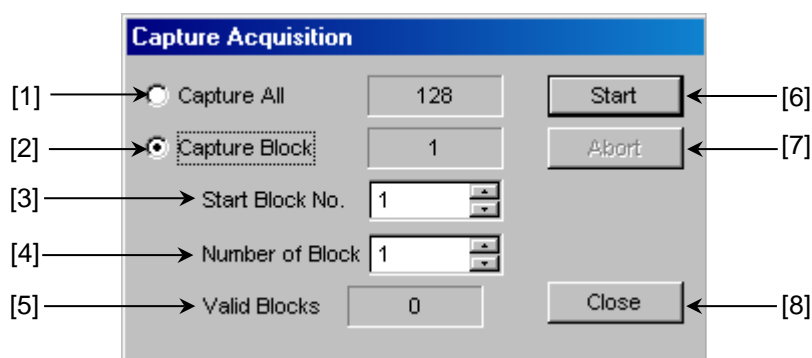 Capture Acquisition
[1] Capture All 128 Start [6]
[2] Capture Block 1 Abort [7]
[3] Start Block No. 1
[4] Number of Block 1
[5] Valid Blocks 0 Close [8]